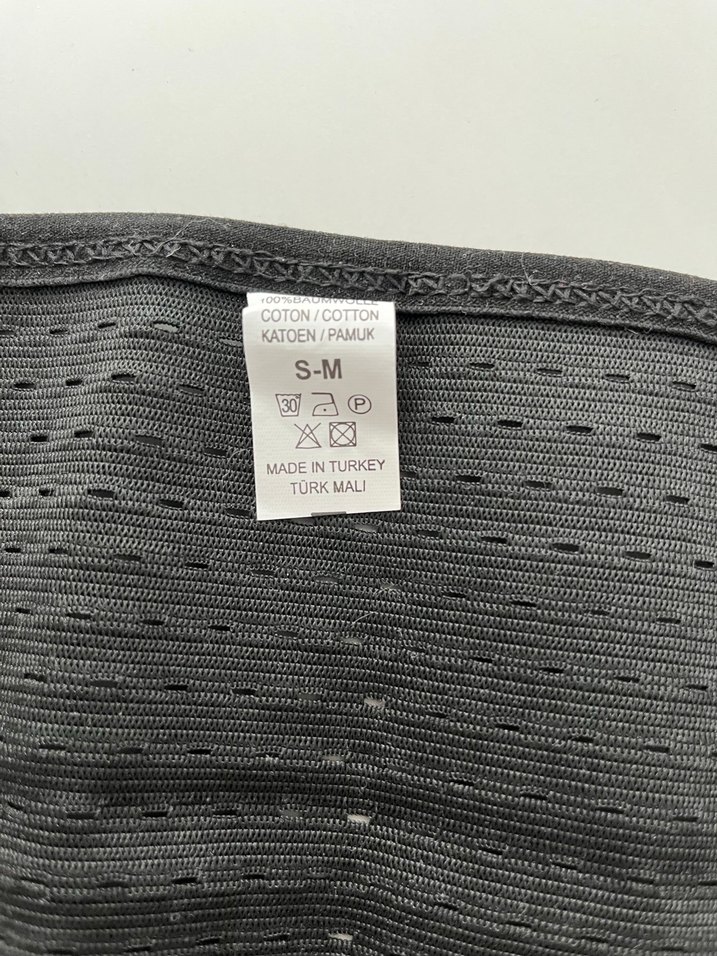 100%BAUMWOLLE
COTON / COTTON
KATOEN / PAMUK
S-M
30° P
MADE IN TURKEY
TÜRK MALI